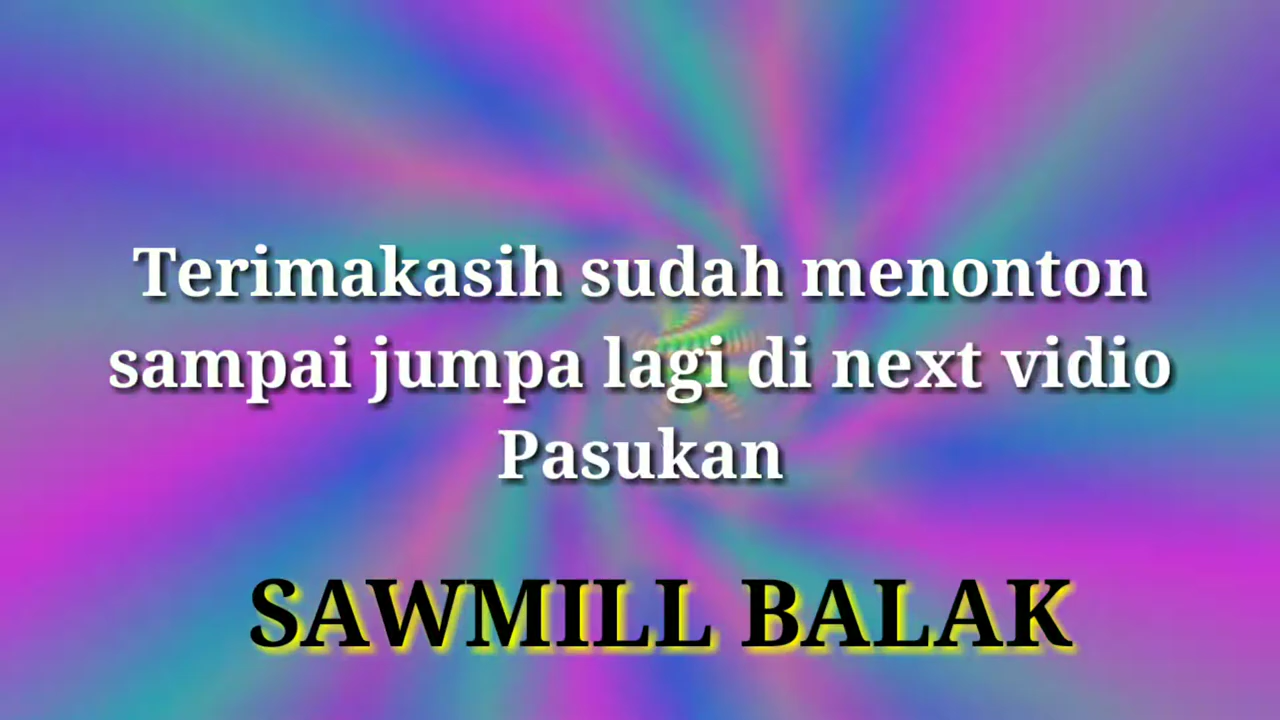 Terimakasih sudah menonton
sampai jumpa lagi di next vidio
Pasukan
SAWMILL BALAK